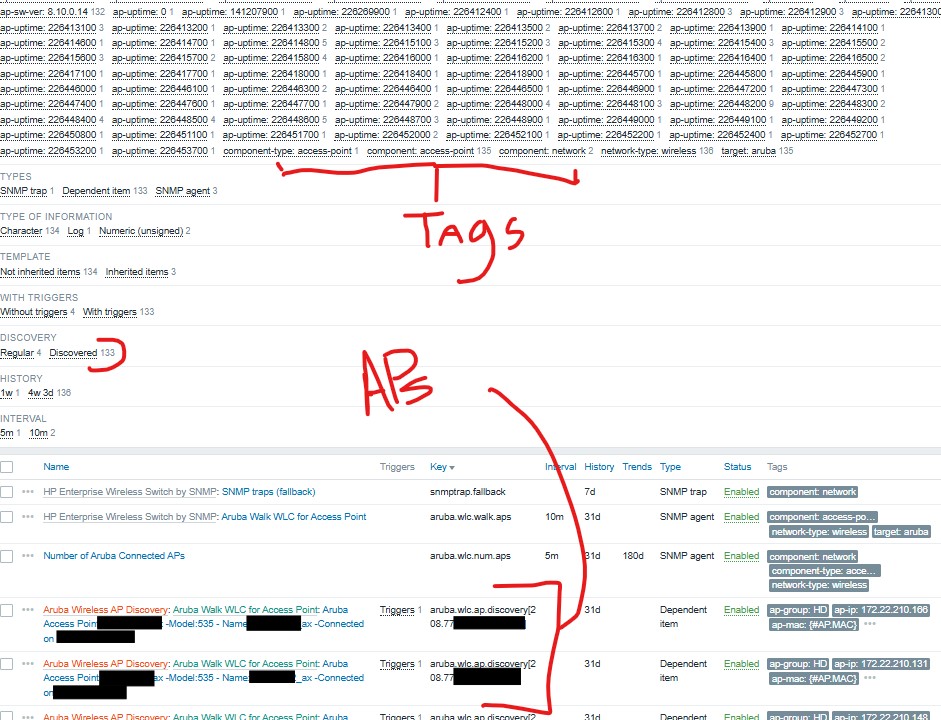 ap-sw-ver: 8.10.0.14 132 ap-uptime: 0 1 ap-uptime: 141207900 1 ap-uptime: 226269900 1 ap-uptime: 226412400 1 ap-uptime: 226412600 1 ap-uptime: 226412800 3 ap-uptime: 226412900 3 ap-uptime: 2264130
ap-uptime: 226413100 3 ap-uptime: 226413200 1 ap-uptime: 226413300 2 ap-uptime: 226413400 1 ap-uptime: 226413500 2 ap-uptime: 226413700 2 ap-uptime: 226413900 1 ap-uptime: 226414100 1
ap-uptime: 226414600 1 ap-uptime: 226414700 1 ap-uptime: 226414800 5 ap-uptime: 226415100 3 ap-uptime: 226415200 3 ap-uptime: 226415300 4 ap-uptime: 226415400 3 ap-uptime: 226415500 2
ap-uptime: 226415600 3 ap-uptime: 226415700 2 ap-uptime: 226415800 4 ap-uptime: 226416000 1 ap-uptime: 226416200 1 ap-uptime: 226416300 1 ap-uptime: 226416400 1 ap-uptime: 226416500 2
ap-uptime: 226417100 1 ap-uptime: 226417700 1 ap-uptime: 226418000 1 ap-uptime: 226418400 1 ap-uptime: 226418900 1 ap-uptime: 226445700 1 ap-uptime: 226445800 1 ap-uptime: 226445900 1
ap-uptime: 226446000 1 ap-uptime: 226446100 1 ap-uptime: 226446300 2 ap-uptime: 226446400 1 ap-uptime: 226446500 1 ap-uptime: 226446900 1 ap-uptime: 226447000 1 ap-uptime: 226447300 1
ap-uptime: 226447400 1 ap-uptime: 226447600 1 ap-uptime: 226447700 1 ap-uptime: 226447900 2 ap-uptime: 226448000 4 ap-uptime: 226448100 3 ap-uptime: 226448200 9 ap-uptime: 226448300 2
ap-uptime: 226448400 4 ap-uptime: 226448500 4 ap-uptime: 226448600 5 ap-uptime: 226448700 3 ap-uptime: 226448900 1 ap-uptime: 226449000 1 ap-uptime: 226449100 1 ap-uptime: 226449200 1
ap-uptime: 226450800 1 ap-uptime: 226451100 1 ap-uptime: 226451700 1 ap-uptime: 226452000 2 ap-uptime: 226452100 1 ap-uptime: 226452200 1 ap-uptime: 226452400 1 ap-uptime: 226452700 1
ap-uptime: 226453200 1 ap-uptime: 226453700 1 component-type: access-point 1 component: access-point 135 component: network 2 network-type: wireless 136 target: aruba 135
TYPES
SNMP trap 1 Dependent item 133 SNMP agent 3
Tags
TYPE OF INFORMATION
Character 134 Log 1 Numeric (unsigned) 2
TEMPLATE
Not inherited items 134 Inherited items 3
WITH TRIGGERS
Without triggers 4 With triggers 133
DISCOVERY
Regular 4 Discovered 133
APs
HISTORY
1w 1 4w 3d 136
INTERVAL
5m 1 10m 2
Name Triggers Key Interval History Trends Type Status Tags
HP Enterprise Wireless Switch by SNMP: SNMP traps (fallback) snmptrap.fallback 7d SNMP trap Enabled component: network
HP Enterprise Wireless Switch by SNMP: Aruba Walk WLC for Access Point aruba.wlc.walk.aps 10m 31d SNMP agent Enabled component: access-po...
network-type: wireless target: aruba
Number of Aruba Connected APs aruba.wlc.num.aps 5m 31d 180d SNMP agent Enabled component: network
component-type: acce...
network-type: wireless
Aruba Wireless AP Discovery: Aruba Walk WLC for Access Point: Aruba Triggers 1 aruba.wlc.ap.discovery[2 31d Dependent Enabled ap-group: HD ap-ip: 172.22.210.166
Access Point -Model:535 - Name ax -Connected 08.77 item ap-mac: {#AP.MAC} •••
on
Aruba Wireless AP Discovery: Aruba Walk WLC for Access Point: Aruba Triggers 1 aruba.wlc.ap.discovery[2 31d Dependent Enabled ap-group: HD ap-ip: 172.22.210.131
Access Point ax -Model:535 - Name _ax -Connected 08.77 item ap-mac: {#AP.MAC} •••
on
Aruba Wireless AP Discovery: Aruba Walk WLC for Access Point: Aruba Triggers 1 aruba.wlc.ap.discovery[2 31d Dependent Enabled ap-group: HD ap-ip: 172.22.210.143